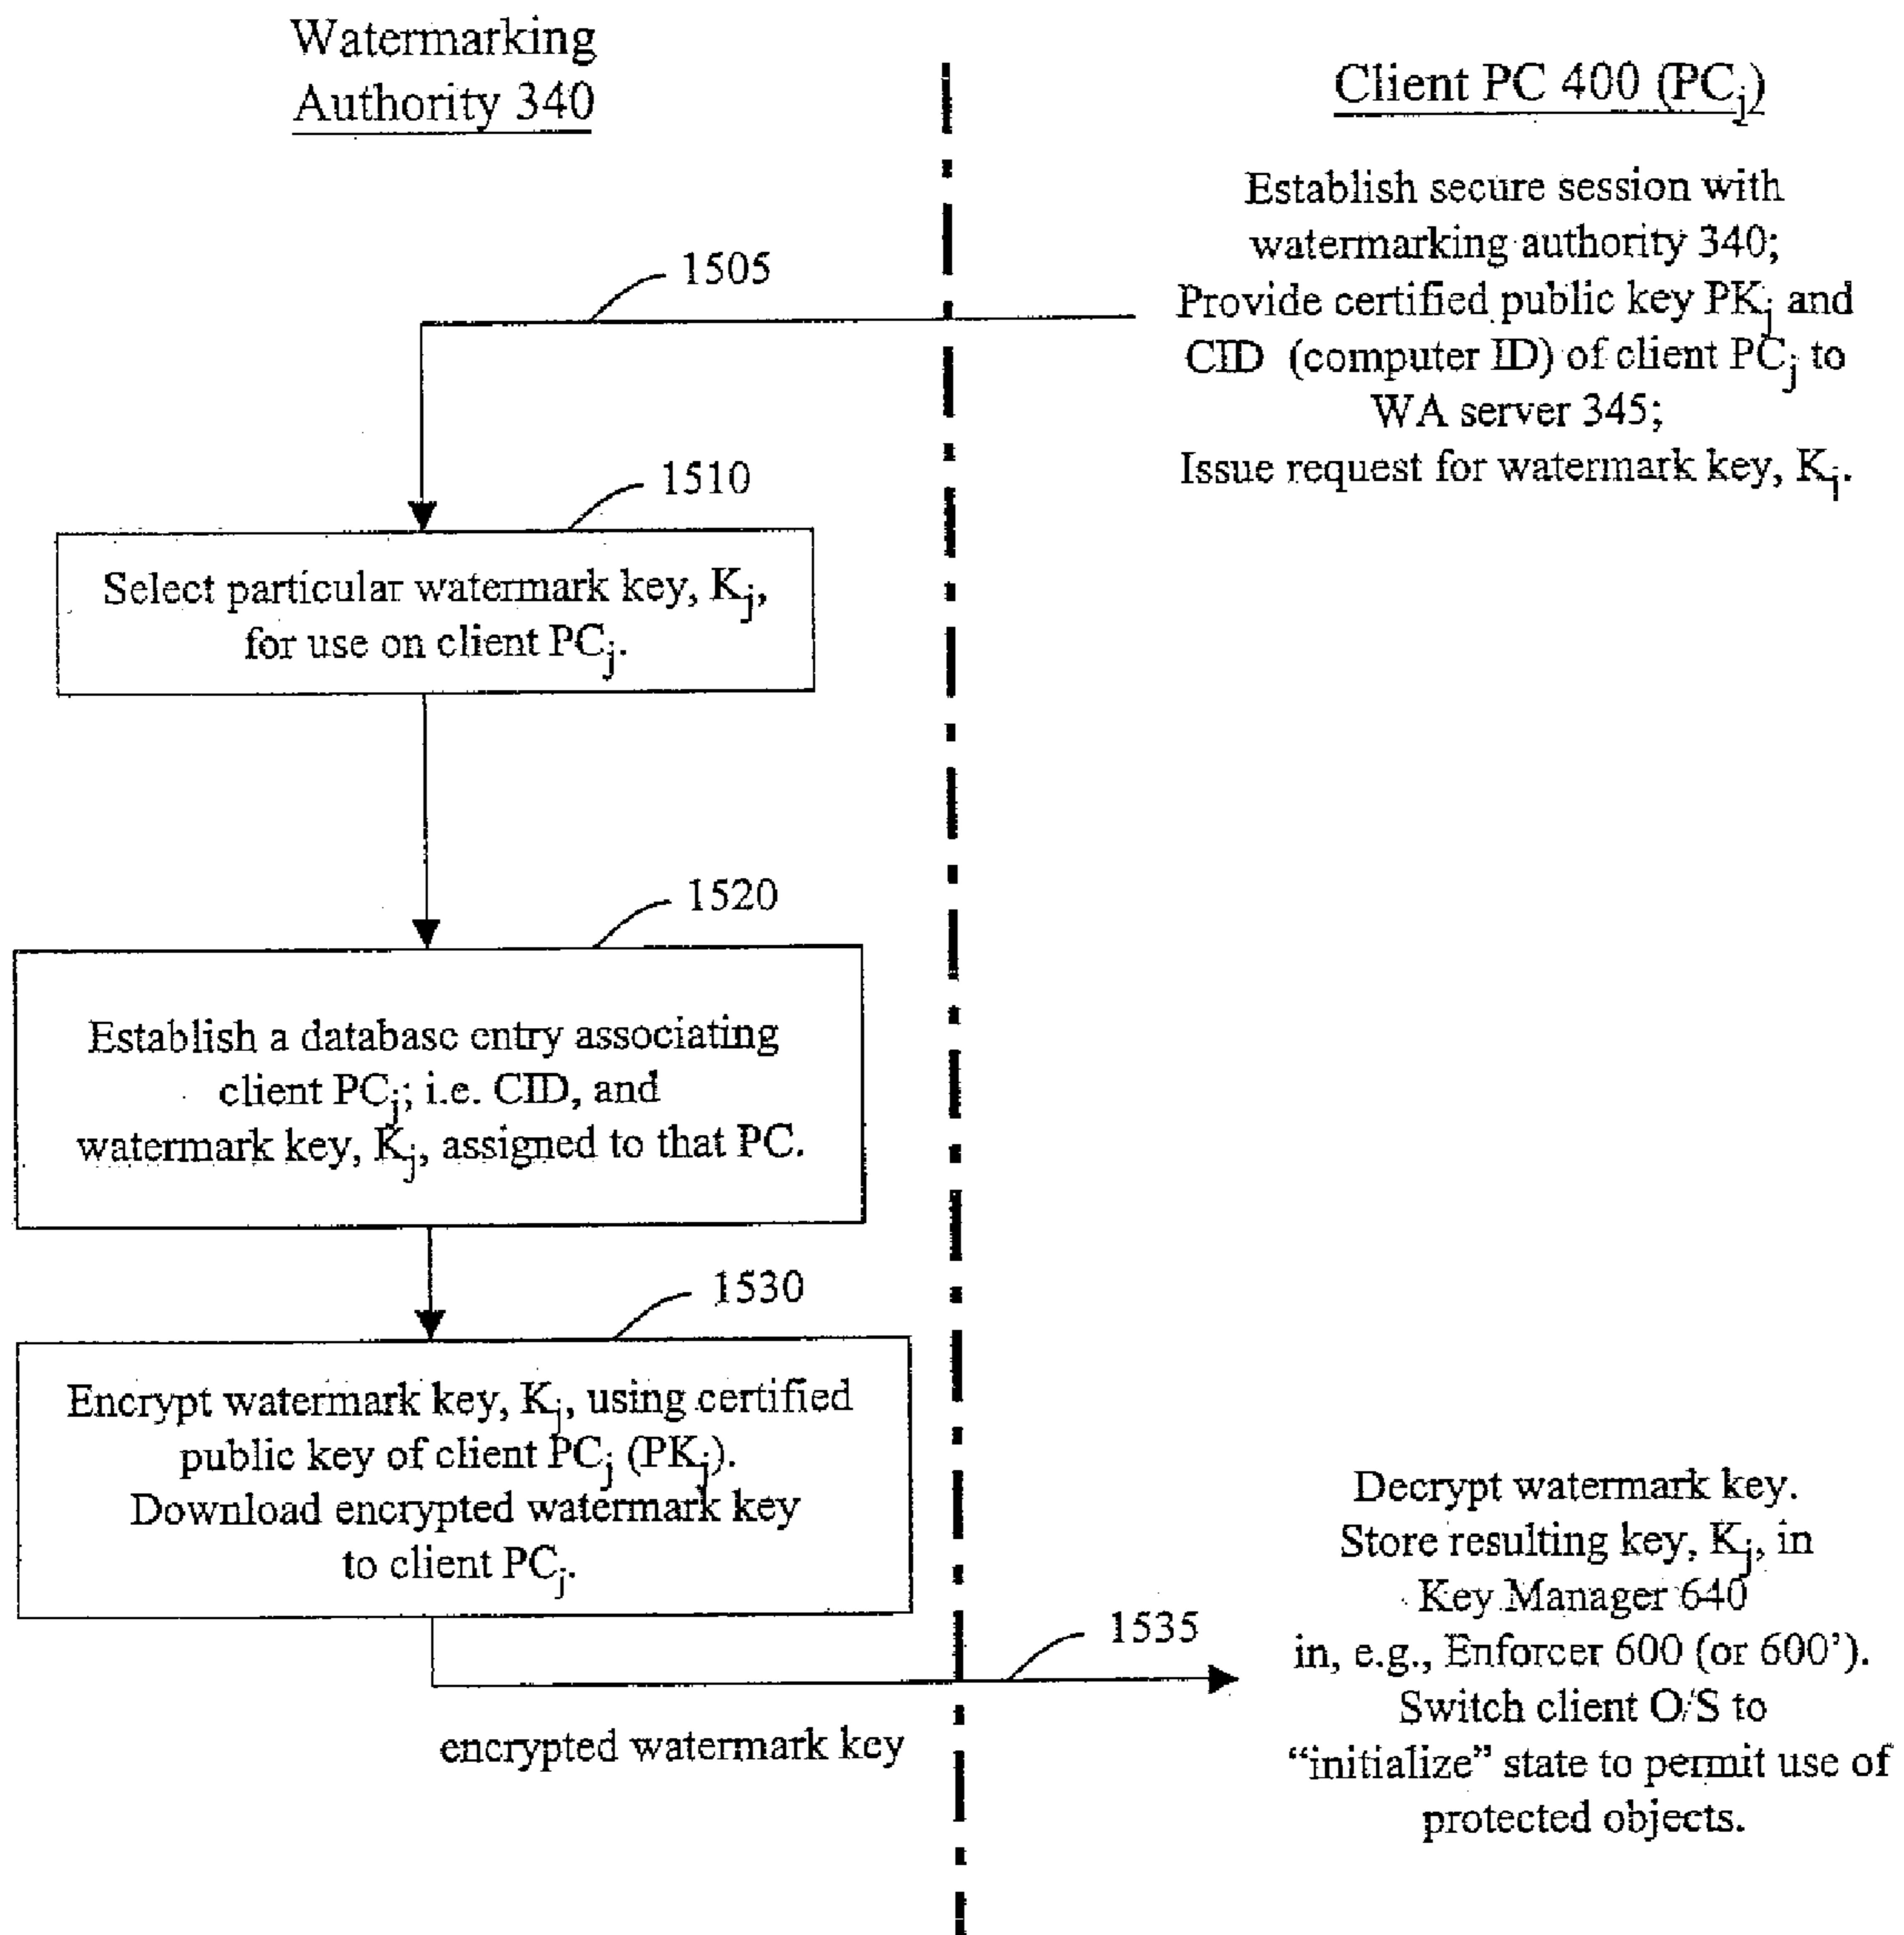 Watermarking
Authority 340
Client PC 400 (PCj)
Establish secure session with
watermarking authority 340;
Provide certified public key PKj and
CID (computer ID) of client PCj to
WA server 345;
Issue request for watermark key, Kj.
1505
1510
Select particular watermark key, Kj,
for use on client PCj.
1520
Establish a database entry associating
client PCj; i.e. CID, and
watermark key, Kj, assigned to that PC.
1530
Encrypt watermark key, Kj, using certified
public key of client PCj (PKj).
Download encrypted watermark key
to client PCj.
1535
encrypted watermark key
Decrypt watermark key.
Store resulting key, Kj, in
Key Manager 640
in, e.g., Enforcer 600 (or 600').
Switch client O/S to
“initialize” state to permit use of
protected objects.